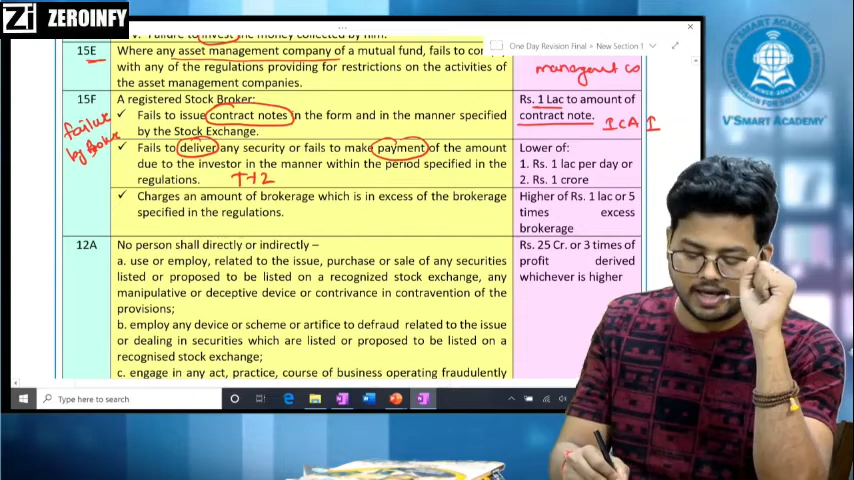 Zi ZEROINFY
V. Failure to invest the money collected by him.
15E
Where any asset management company of a mutual fund, fails to
with any of the regulations providing for restrictions on the activities
of the asset management companies.
One Day Revision Final » New Section 1
management co
15F
failure
by Broker
A registered Stock Broker:
✓ Fails to issue contract notes in the form and in the manner specified
by the Stock Exchange.
Rs. 1 Lac to amount of
contract note.
ICAI
✓ Fails to deliver any security or fails to make payment of the amount
due to the investor in the manner within the period specified in the
regulations.
T+2
Lower of:
1. Rs. 1 lac per day or
2. Rs. 1 crore
✓ Charges an amount of brokerage which is in excess of the brokerage
specified in the regulations.
Higher of Rs. 1 lac or 5
times excess
brokerage
12A
No person shall directly or indirectly –
a. use or employ, related to the issue, purchase or sale of any securities
listed or proposed to be listed on a recognized stock exchange, any
manipulative or deceptive device or contrivance in contravention of the
provisions;
b. employ any device or scheme or artifice to defraud related to the issue
or dealing in securities which are listed or proposed to be listed on a
recognised stock exchange;
c. engage in any act, practice, course of business operating fraudulently
Rs. 25 Cr. or 3 times of
profit derived
whichever is higher
V'SMART ACADEMY
Type here to search